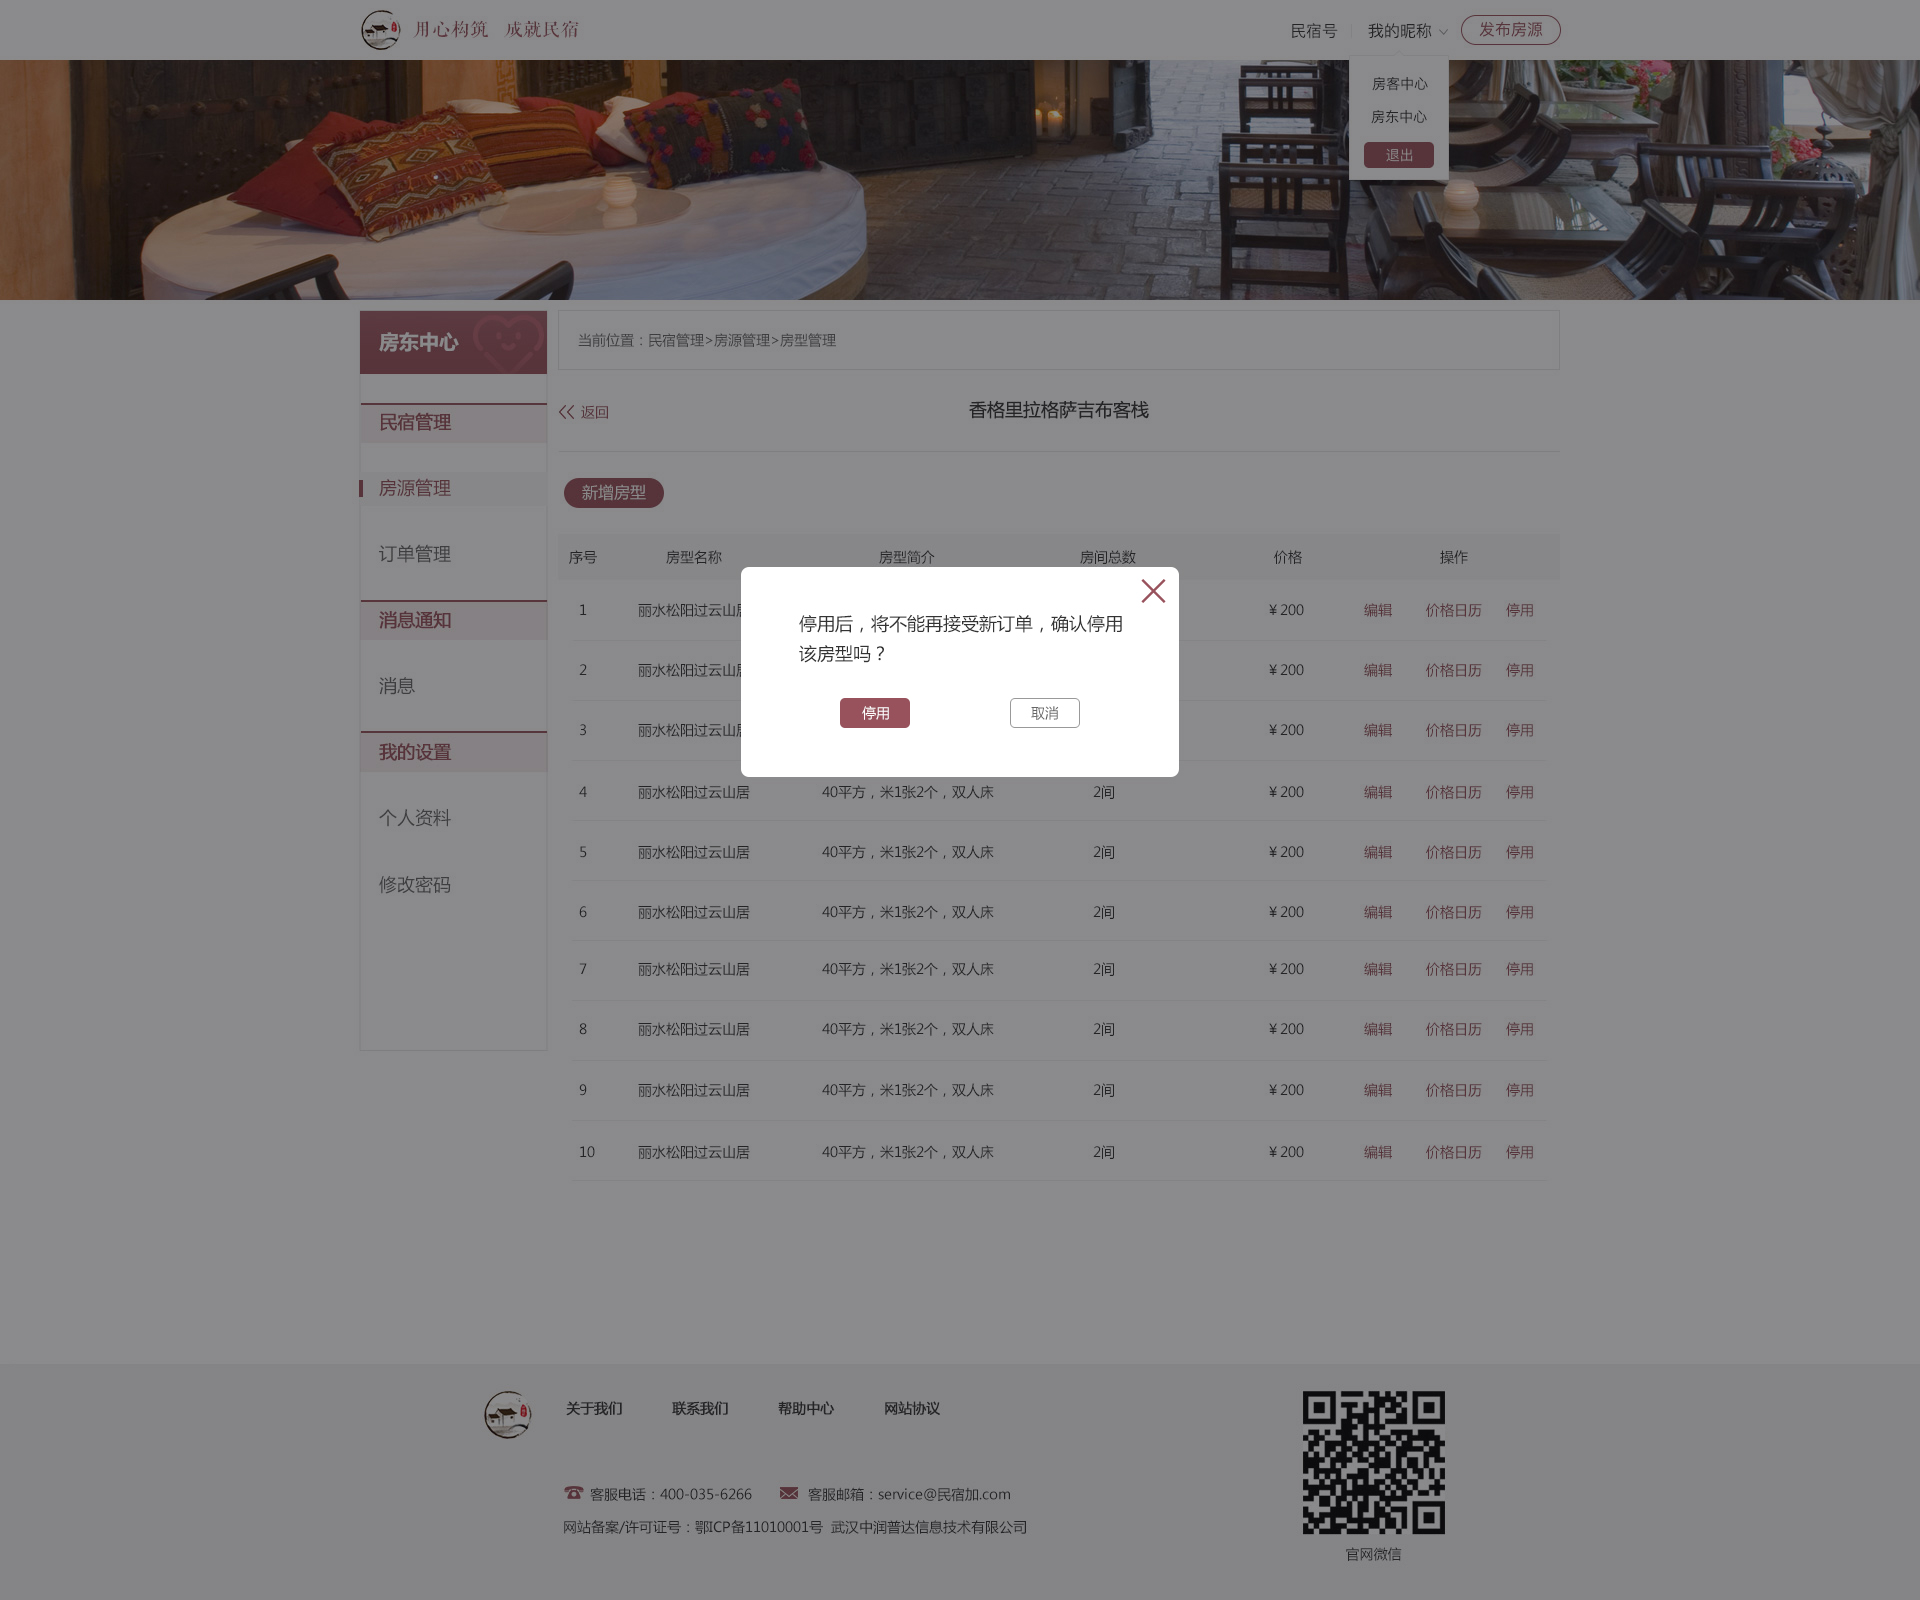 用心构筑 成就民宿
民宿号 我的昵称 发布房源
房客中心
房东中心
退出
房东中心
民宿管理
房源管理
订单管理
消息通知
消息
我的设置
个人资料
修改密码
当前位置：民宿管理>房源管理>房型管理
返回 香格里拉格萨吉布客栈
新增房型
序号 房型名称 房型简介 房间总数 价格 操作
1 丽水松阳过云山 ¥ 200 编辑 价格日历 停用
2 丽水松阳过云山 ¥ 200 编辑 价格日历 停用
3 丽水松阳过云山 ¥ 200 编辑 价格日历 停用
停用后，将不能再接受新订单，确认停用
该房型吗？
停用 取消
4 丽水松阳过云山居 40平方，米1张2个，双人床 2间 ¥ 200 编辑 价格日历 停用
5 丽水松阳过云山居 40平方，米1张2个，双人床 2间 ¥ 200 编辑 价格日历 停用
6 丽水松阳过云山居 40平方，米1张2个，双人床 2间 ¥ 200 编辑 价格日历 停用
7 丽水松阳过云山居 40平方，米1张2个，双人床 2间 ¥ 200 编辑 价格日历 停用
8 丽水松阳过云山居 40平方，米1张2个，双人床 2间 ¥ 200 编辑 价格日历 停用
9 丽水松阳过云山居 40平方，米1张2个，双人床 2间 ¥ 200 编辑 价格日历 停用
10 丽水松阳过云山居 40平方，米1张2个，双人床 2间 ¥ 200 编辑 价格日历 停用
关于我们 联系我们 帮助中心 网站协议
客服电话：400-035-6266 客服邮箱：service@民宿加.com
网站备案/许可证号：鄂ICP备11010001号 武汉中润普达信息技术有限公司
官网微信